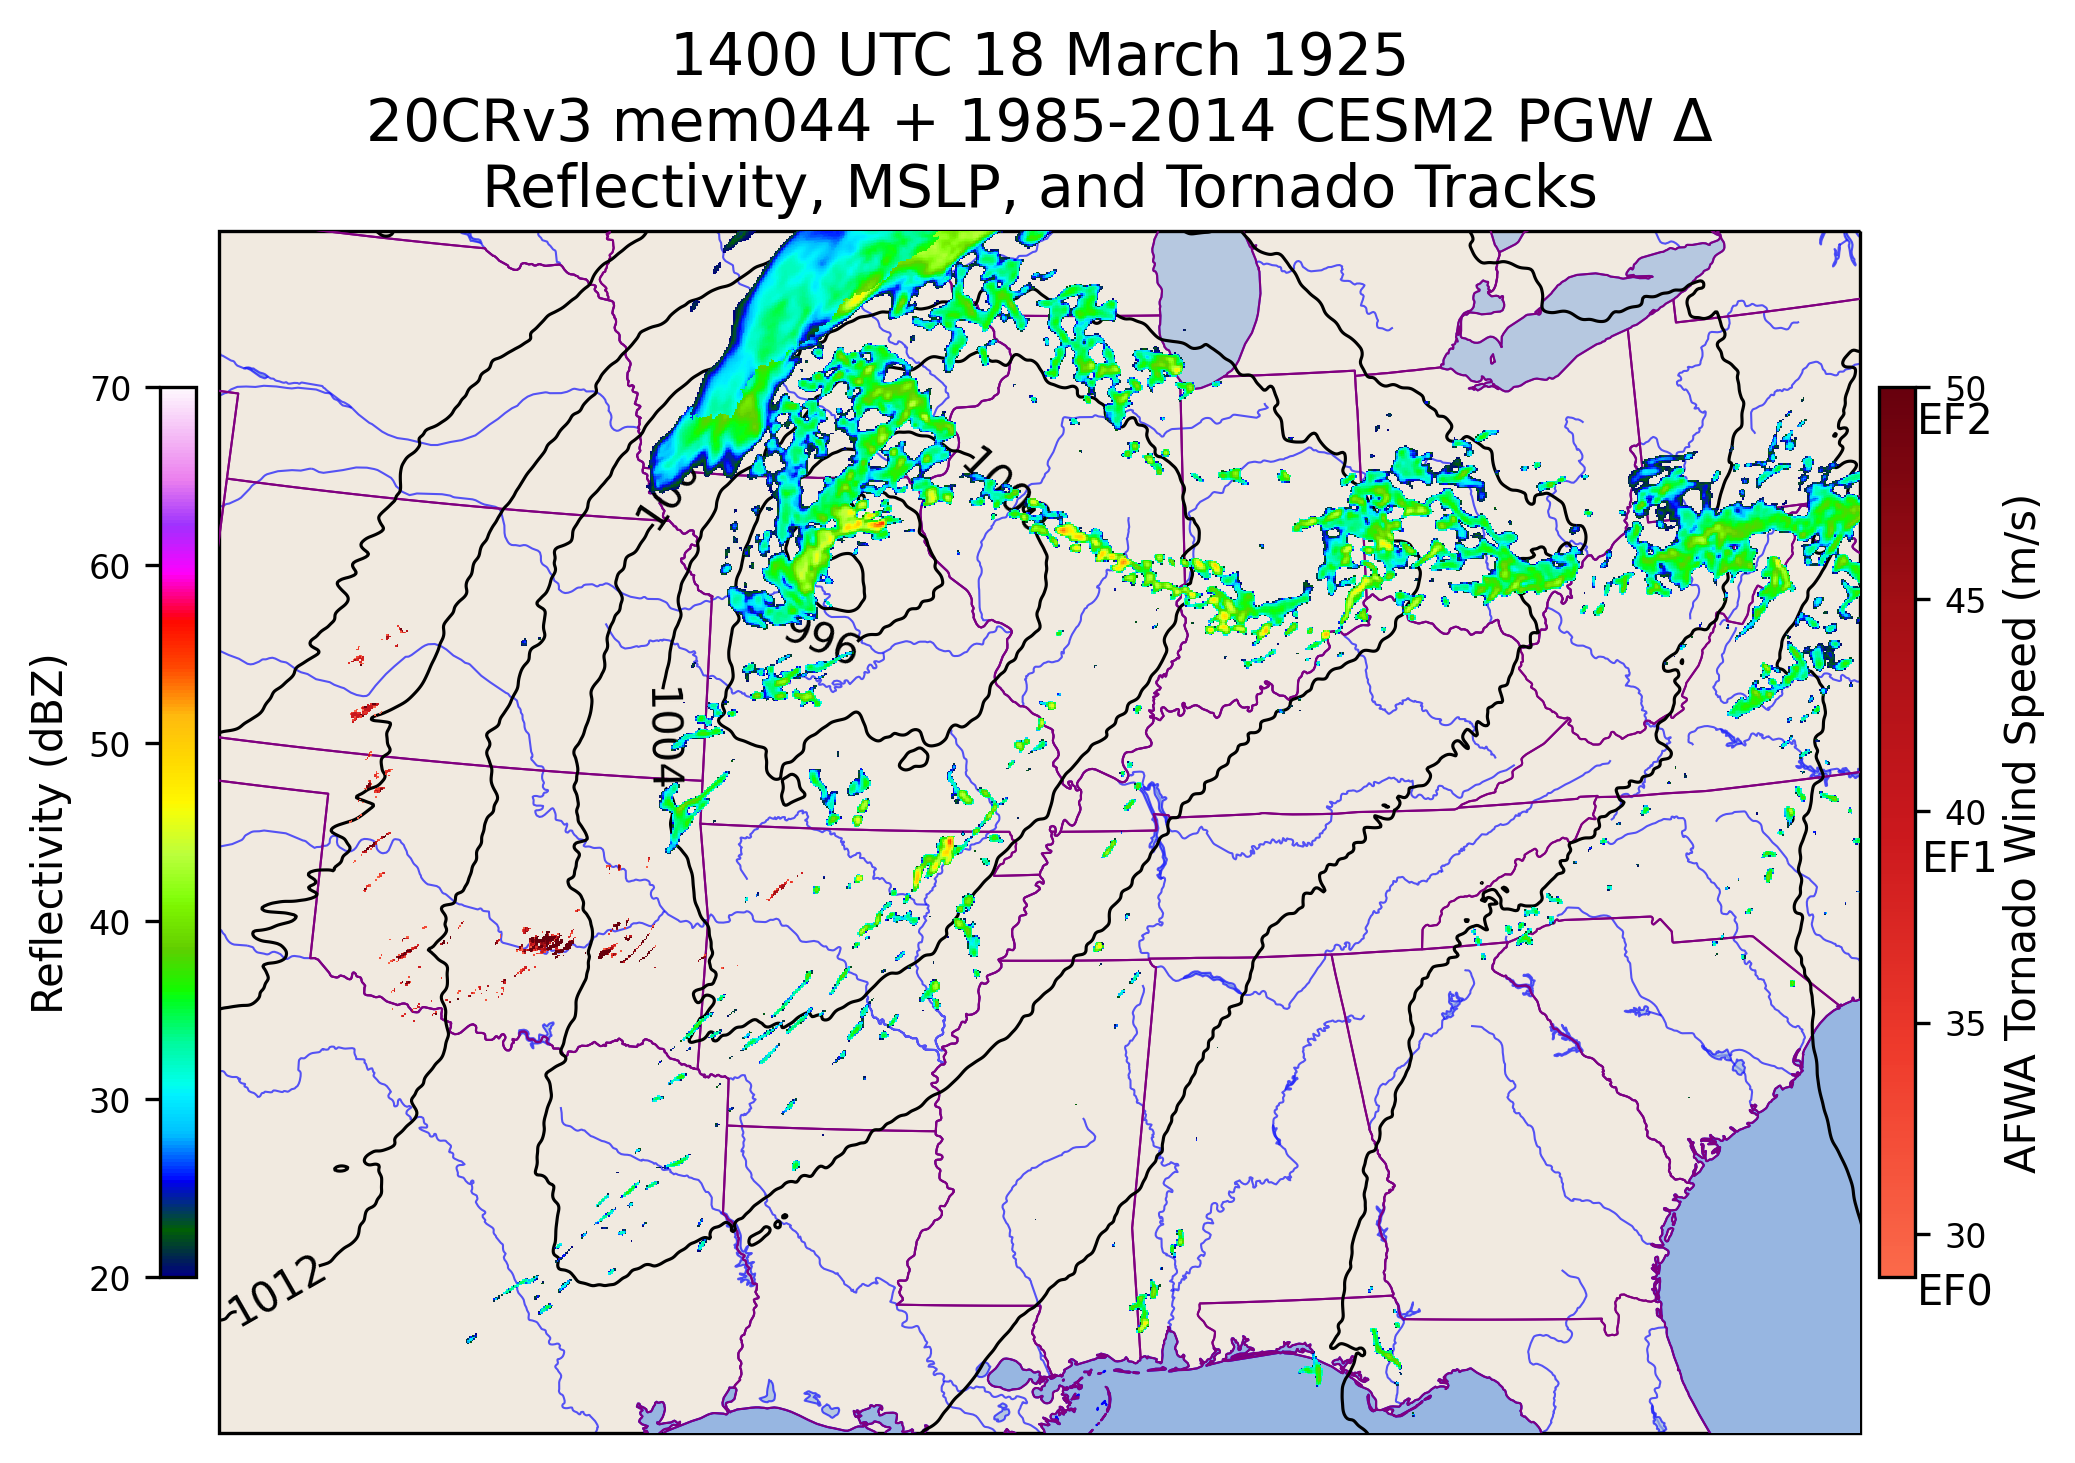 1400 UTC 18 March 1925
20CRv3 mem044 + 1985-2014 CESM2 PGW Δ
Reflectivity, MSLP, and Tornado Tracks
Reflectivity (dBZ)
70
60
50
40
30
20
996
1004
1012
50
EF2
45
40
EF1
35
30
EF0
AFWA Tornado Wind Speed (m/s)